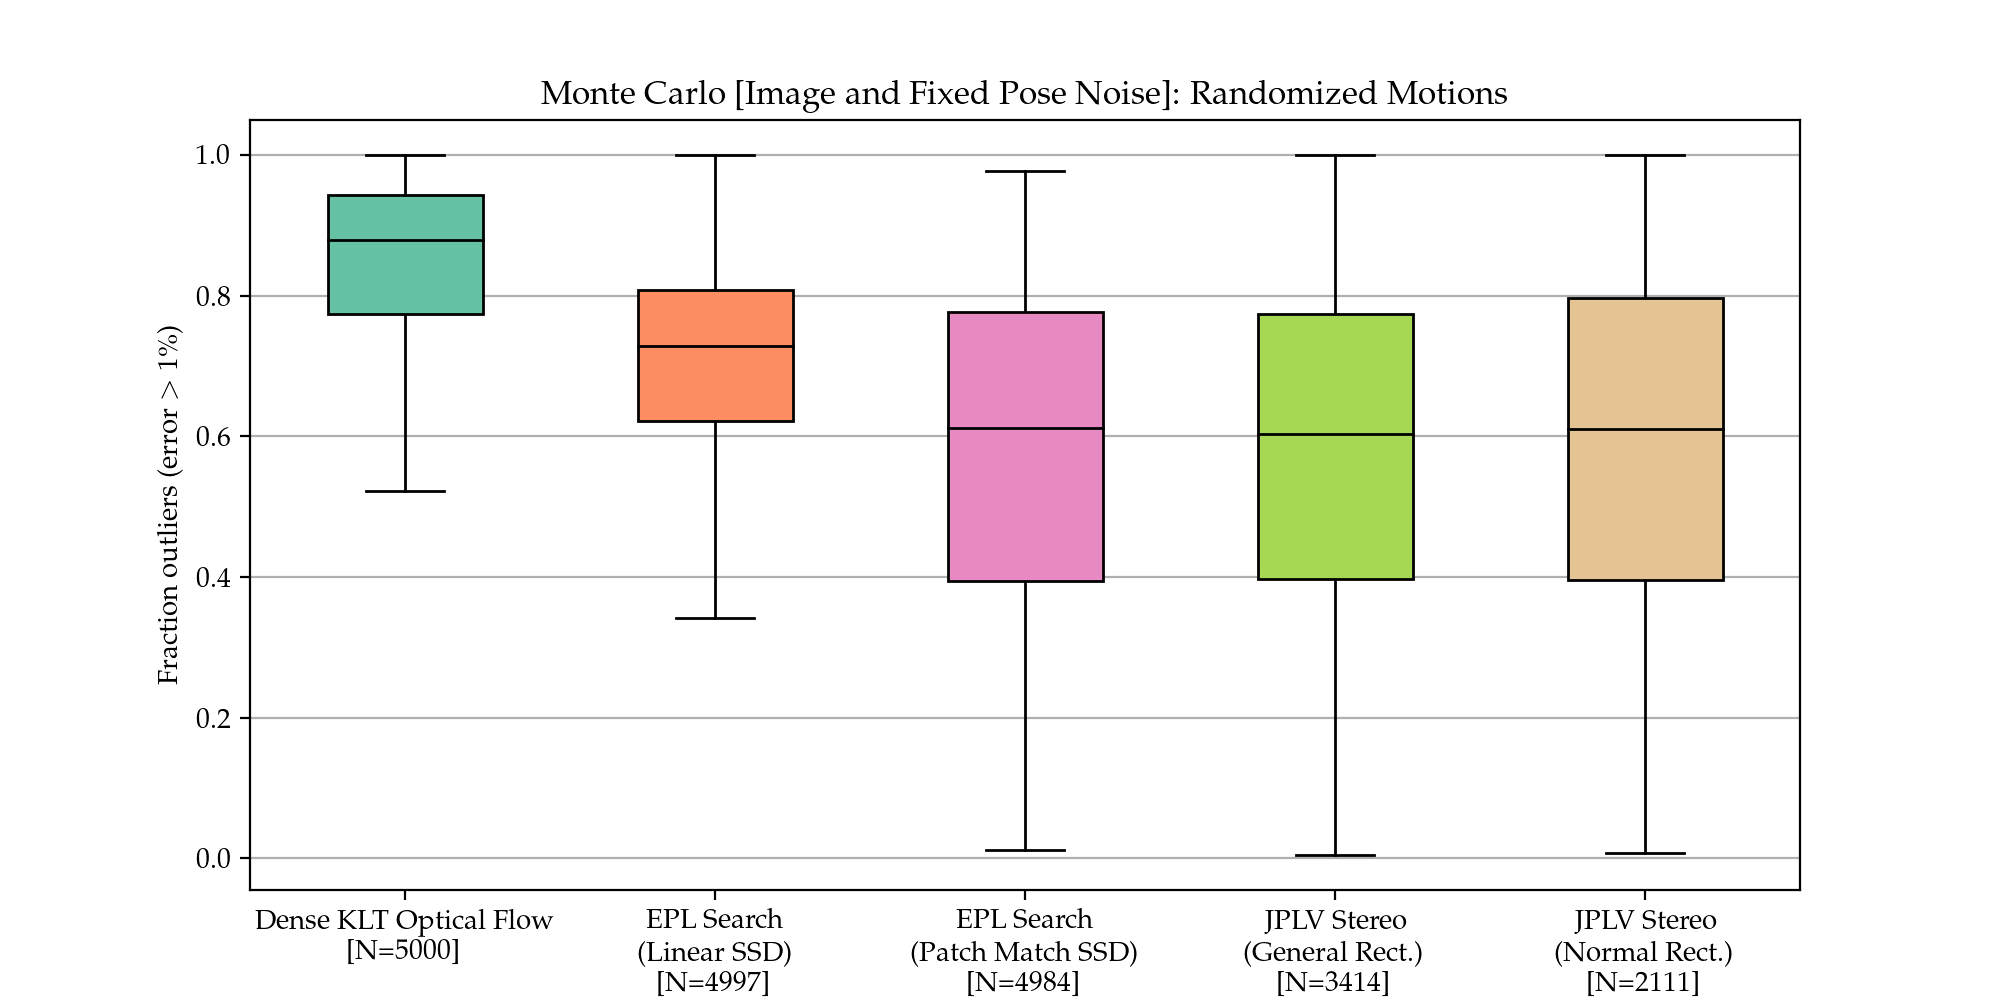 Monte Carlo [Image and Fixed Pose Noise]: Randomized Motions
Fraction outliers (error > 1%)
1.0
0.8
0.6
0.4
0.2
0.0
Dense KLT Optical Flow
[N=5000]
EPL Search
(Linear SSD)
[N=4997]
EPL Search
(Patch Match SSD)
[N=4984]
JPLV Stereo
(General Rect.)
[N=3414]
JPLV Stereo
(Normal Rect.)
[N=2111]